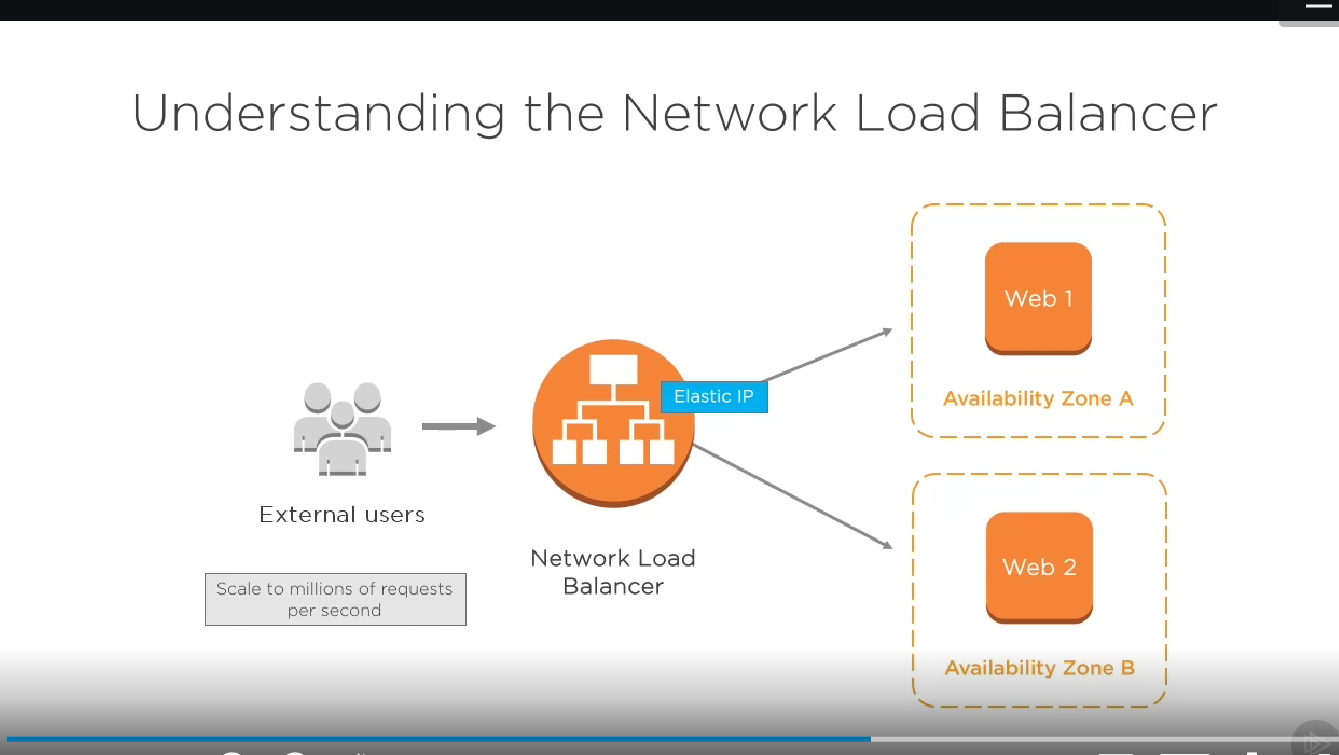 Understanding the Network Load Balancer
Web 1
Elastic IP
Availability Zone A
External users
Network Load
Balancer
Scale to millions of requests
per second
Web 2
Availability Zone B